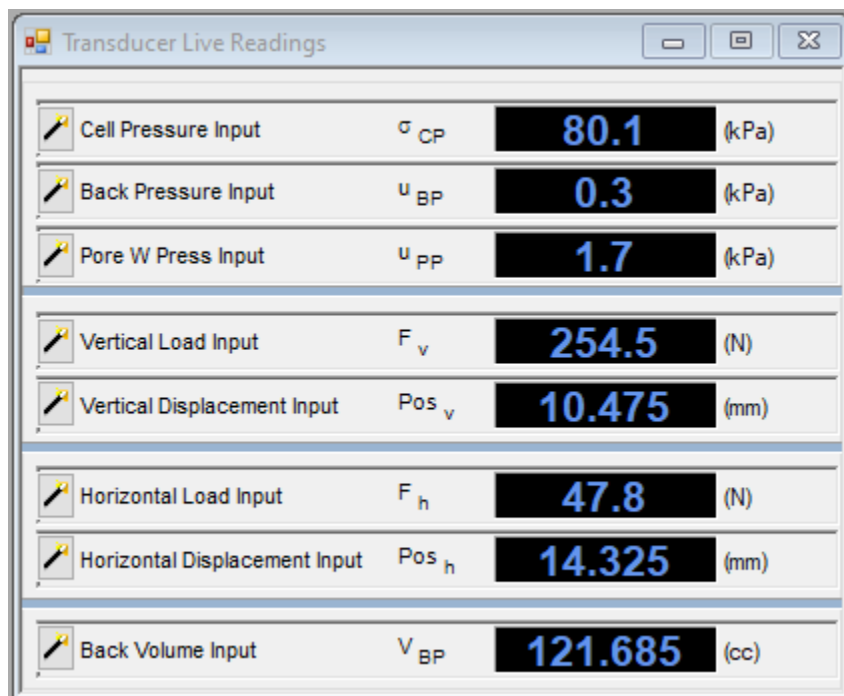 Transducer Live Readings
Cell Pressure Input σ CP 80.1 (kPa)
Back Pressure Input u BP 0.3 (kPa)
Pore W Press Input u PP 1.7 (kPa)
Vertical Load Input F v 254.5 (N)
Vertical Displacement Input Pos v 10.475 (mm)
Horizontal Load Input F h 47.8 (N)
Horizontal Displacement Input Pos h 14.325 (mm)
Back Volume Input V BP 121.685 (cc)